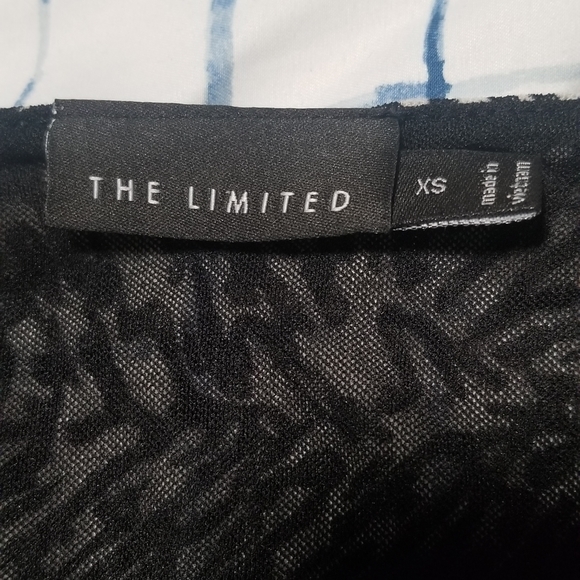 THE LIMITED
XS
made in
vietnam